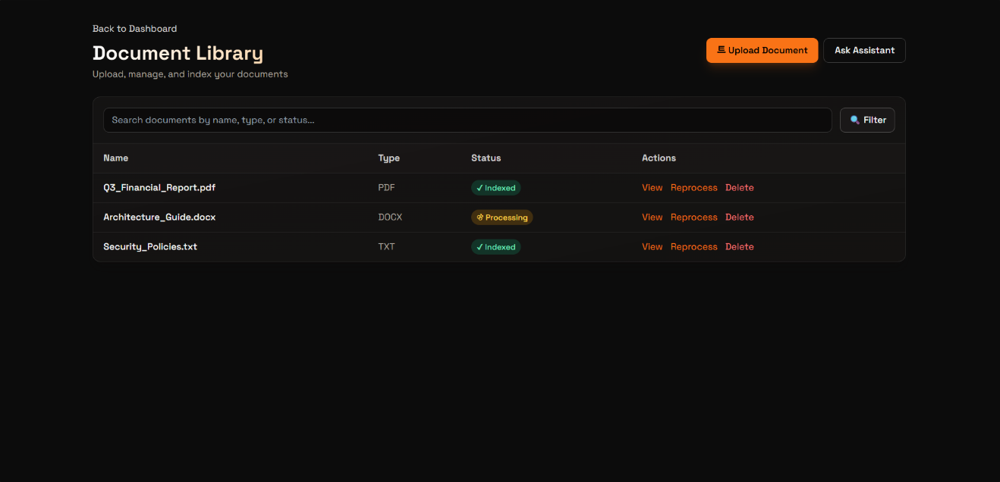 Back to Dashboard
Document Library
Upload, manage, and index your documents
Upload Document
Ask Assistant
Search documents by name, type, or status...
Filter
Name Type Status Actions
Q3_Financial_Report.pdf PDF ✓ Indexed View Reprocess Delete
Architecture_Guide.docx DOCX Processing View Reprocess Delete
Security_Policies.txt TXT ✓ Indexed View Reprocess Delete